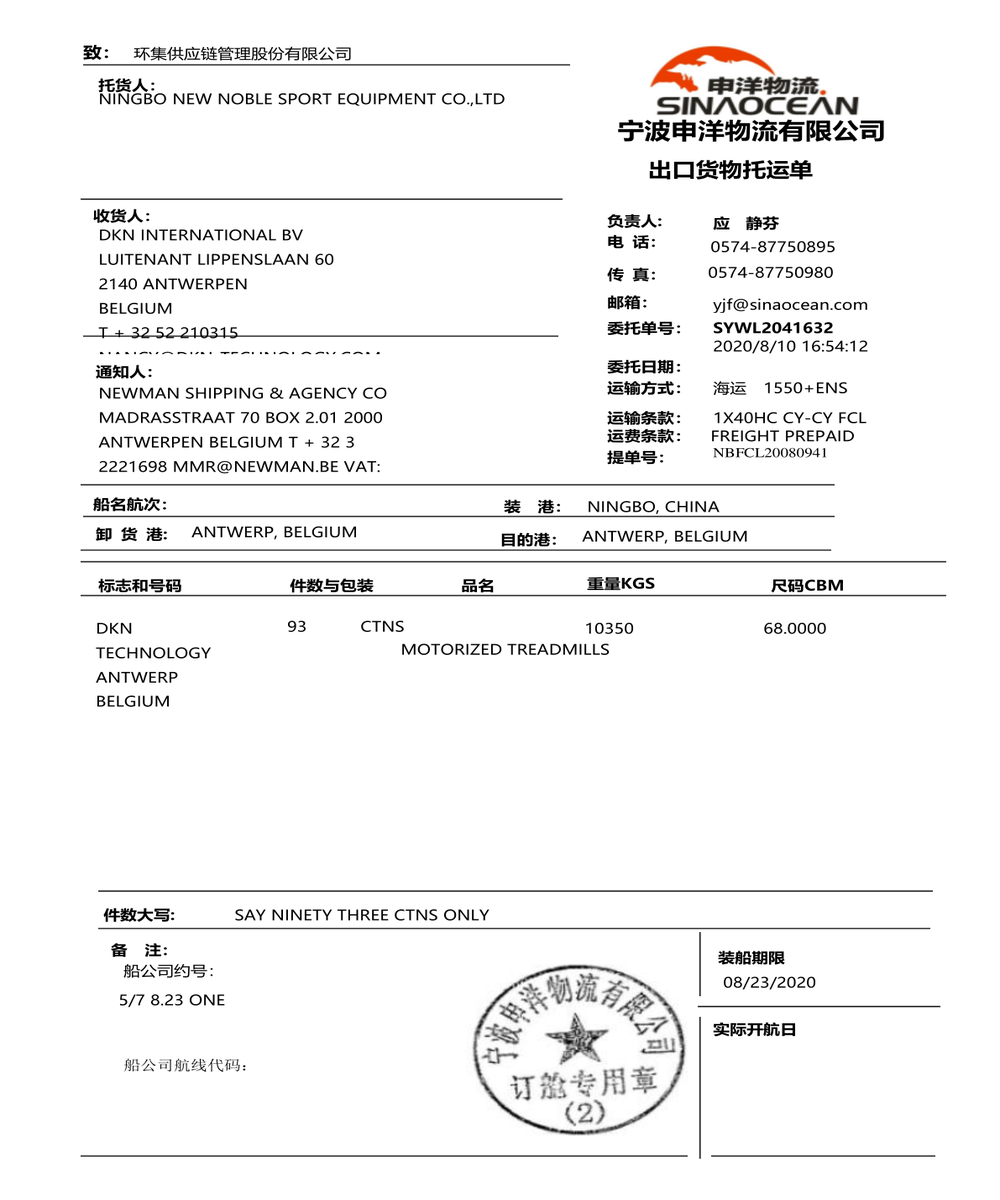 致： 环集供应链管理股份有限公司
托货人：
NINGBO NEW NOBLE SPORT EQUIPMENT CO.,LTD
申洋物流
SINAOCEAN
宁波申洋物流有限公司
出口货物托运单
收货人：
DKN INTERNATIONAL BV
LUITENANT LIPPENSLAAN 60
2140 ANTWERPEN
BELGIUM
T + 32 52 210315
NANCY@DKN-TECHNOLOGY.COM
通知人：
NEWMAN SHIPPING & AGENCY CO
MADRASSTRAAT 70 BOX 2.01 2000
ANTWERPEN BELGIUM T + 32 3
2221698 MMR@NEWMAN.BE VAT:
负责人: 应 静芬
电 话： 0574-87750895
传 真： 0574-87750980
邮箱： yjf@sinaocean.com
委托单号： SYWL2041632
2020/8/10 16:54:12
委托日期：
运输方式： 海运 1550+ENS
运输条款： 1X40HC CY-CY FCL
运费条款： FREIGHT PREPAID
提单号： NBFCL20080941
船名航次： 装 港： NINGBO, CHINA
卸 货 港: ANTWERP, BELGIUM 目的港： ANTWERP, BELGIUM
标志和号码 件数与包装 品名 重量KGS 尺码CBM
DKN 93 CTNS 10350 68.0000
TECHNOLOGY MOTORIZED TREADMILLS
ANTWERP
BELGIUM
件数大写: SAY NINETY THREE CTNS ONLY
备 注：
船公司约号：
5/7 8.23 ONE
船公司航线代码：
宁波申洋物流有限公司
订舱专用章
(2)
装船期限
08/23/2020
实际开航日